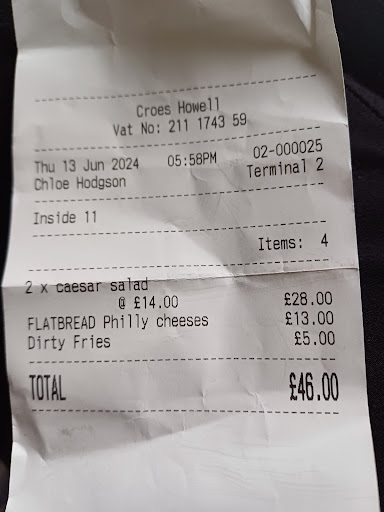 Croes Howell
Vat No: 211 1743 59
Thu 13 Jun 2024 05:58PM 02-000025
Chloe Hodgson Terminal 2
Inside 11
Items: 4
2 x caesar salad
@ £14.00 £28.00
FLATBREAD Philly cheeses £13.00
Dirty Fries £5.00
TOTAL £46.00